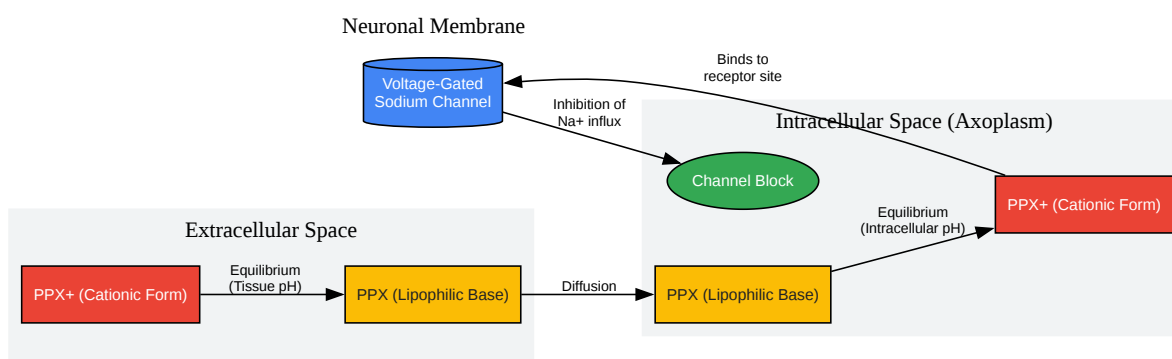 Neuronal Membrane
Voltage-Gated
Sodium Channel
Binds to
receptor site
Inhibition of
Na+ influx
Intracellular Space (Axoplasm)
Channel Block
PPX+ (Cationic Form)
Equilibrium
(Intracellular pH)
Extracellular Space
PPX+ (Cationic Form)
Equilibrium
(Tissue pH)
PPX (Lipophilic Base)
Diffusion
PPX (Lipophilic Base)